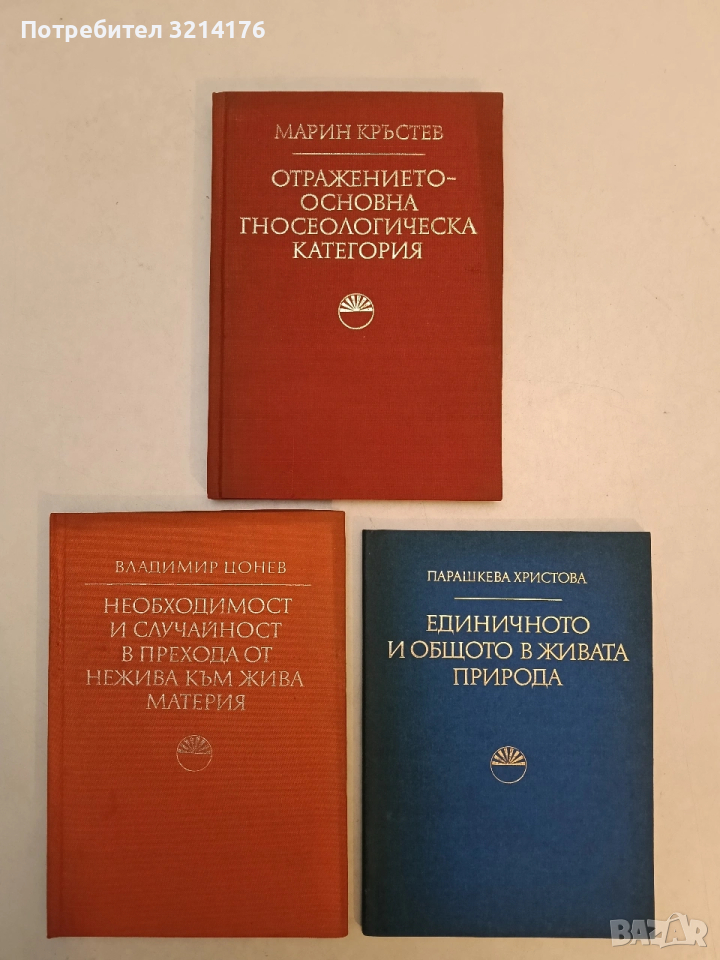 Потребител 3214176
МАРИН КРЪСТЕВ
ОТРАЖЕНИЕТО-
ОСНОВНА
ГНОСЕОЛОГИЧЕСКА
КАТЕГОРИЯ
ВЛАДИМИР ЦОНЕВ
НЕОБХОДИМОСТ
И СЛУЧАЙНОСТ
В ПРЕХОДА ОТ
НЕЖИВА КЪМ ЖИВА
МАТЕРИЯ
ПАРАШКЕВА ХРИСТОВА
ЕДИНИЧНОТО
И ОБЩОТО В ЖИВАТА
ПРИРОДА
BAZAR